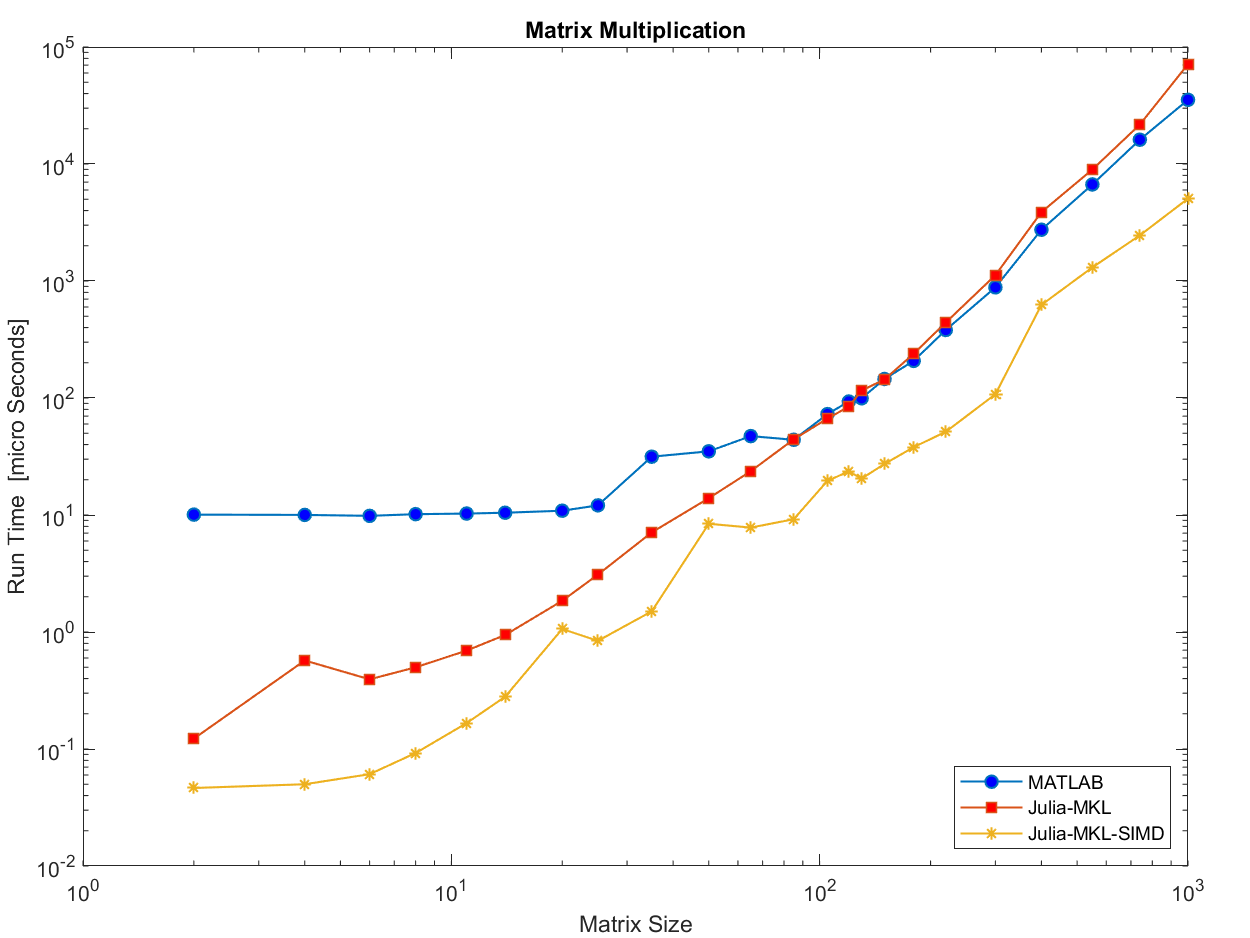 Matrix Multiplication
10^5
10^4
10^3
10^2
10^1
10^0
10^-1
10^-2
Run Time [micro Seconds]
MATLAB
Julia-MKL
Julia-MKL-SIMD
10^0 10^1 10^2 10^3
Matrix Size